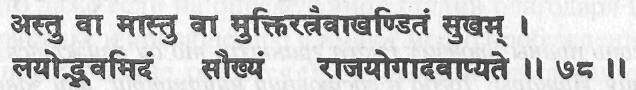 अस्तु वा मास्तु वा मुक्तिरत्रैवाखण्डितं सुखम् ।
लयोद्भवमिदं सौख्यं राजयोगादवाप्यते ।। ७८ ।।